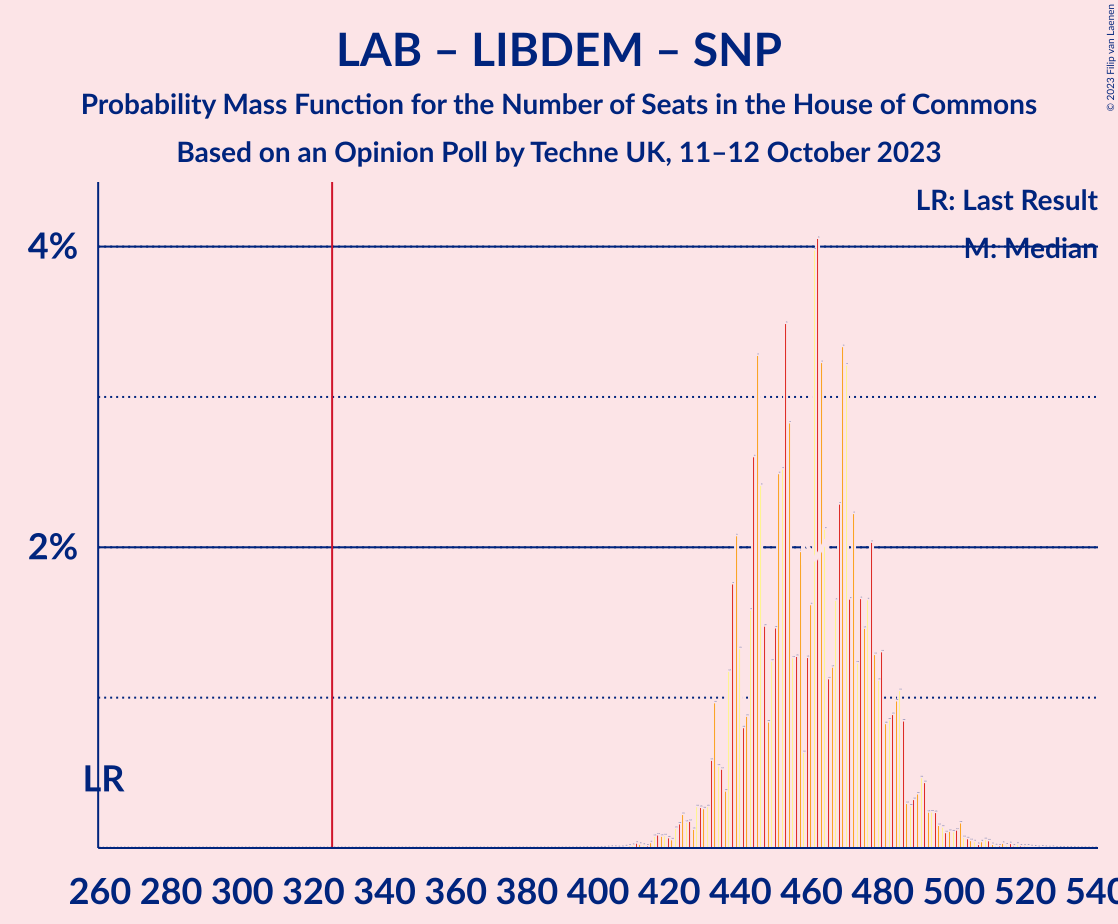 LAB – LIBDEM – SNP
Probability Mass Function for the Number of Seats in the House of Commons
Based on an Opinion Poll by Techne UK, 11–12 October 2023
© 2023 Filip van Laenen
LR: Last Result
M: Median
4%
2%
LR
260 280 300 320 340 360 380 400 420 440 460 480 500 520 540